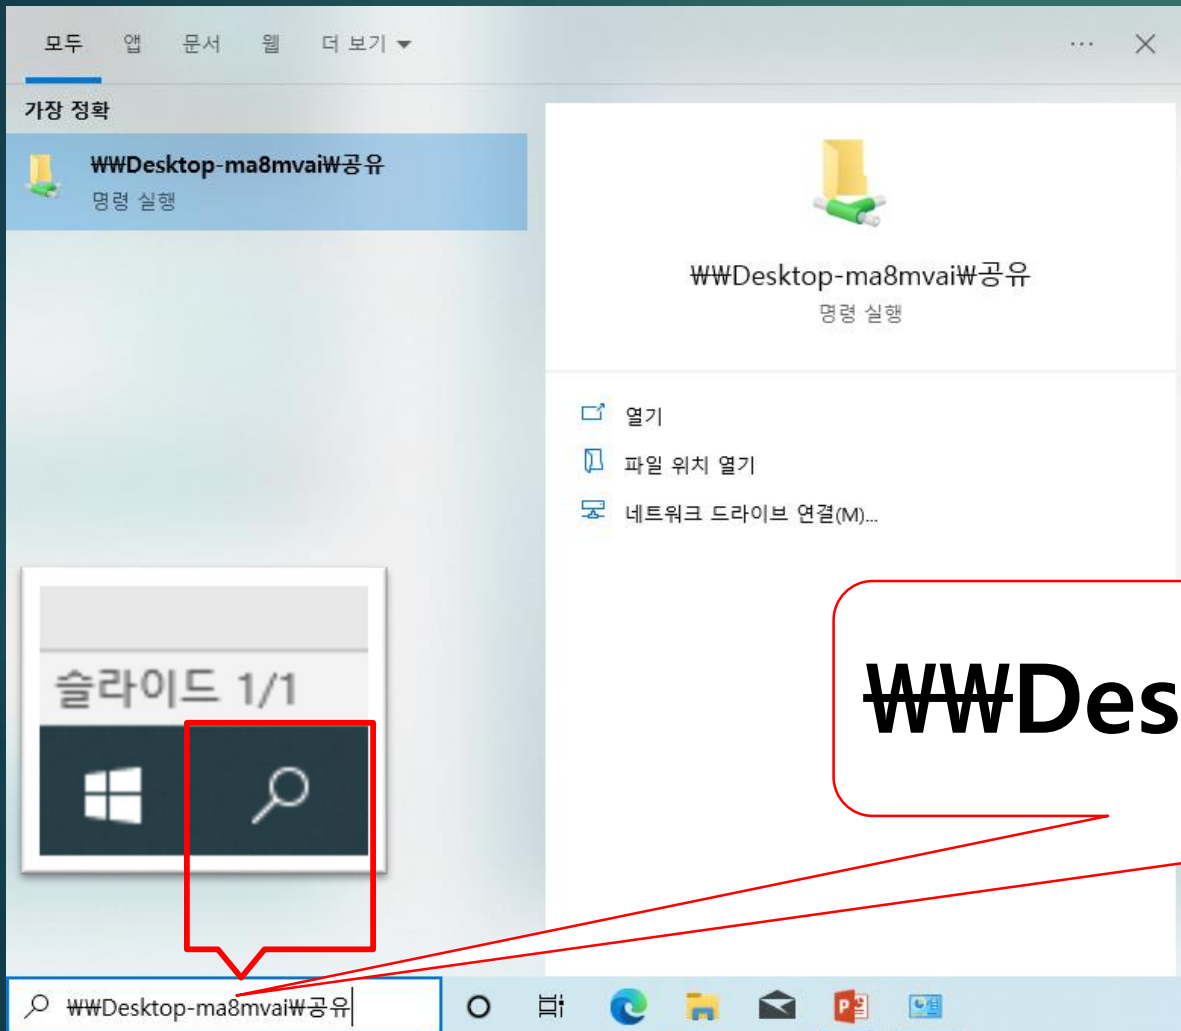 모두 앱 문서 웹 더 보기
가장 정확
₩₩Desktop-ma8mvai₩공유
명령 실행
₩₩Desktop-ma8mvai₩공유
명령 실행
열기
파일 위치 열기
네트워크 드라이브 연결(M)...
슬라이드 1/1
₩₩Des
₩₩Desktop-ma8mvai₩공유